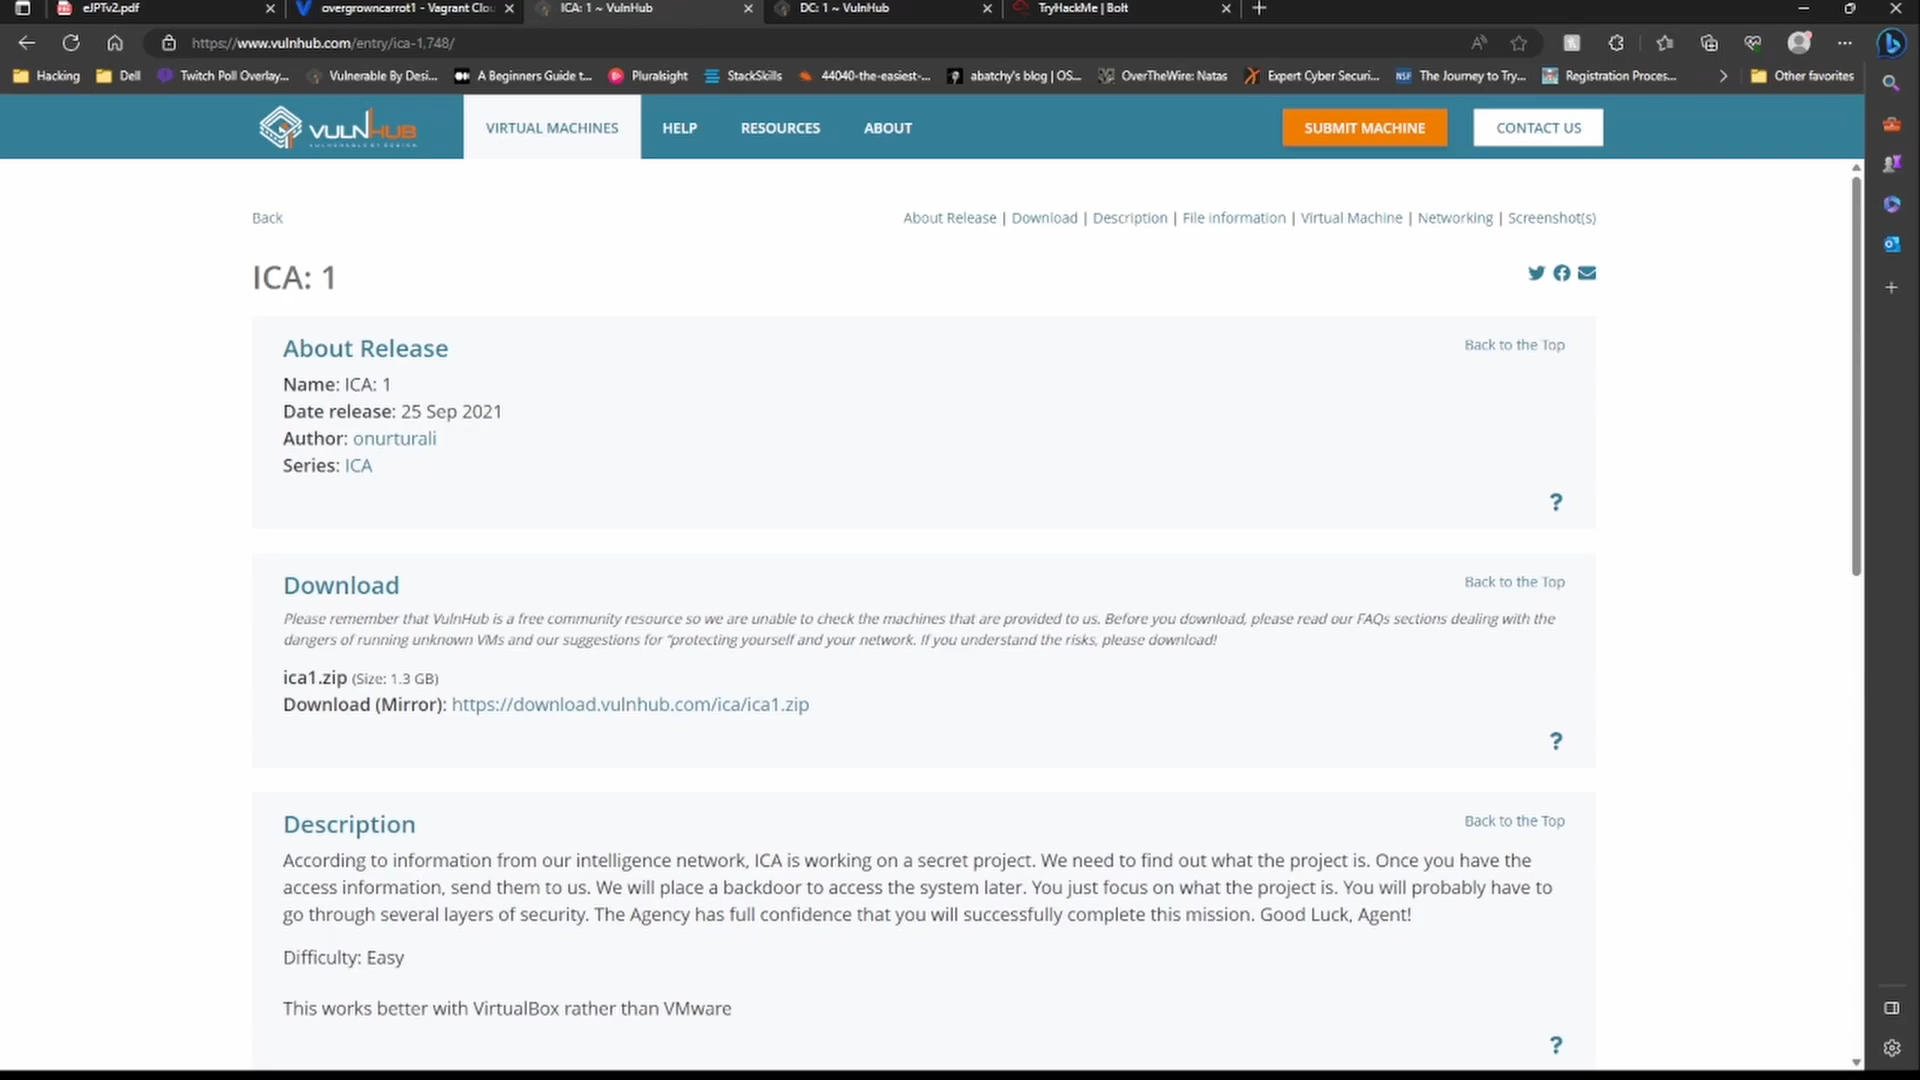 eJPTv2.pdf
overgrowncarrot1 - Vagrant Clou
ICA: 1 ~ VulnHub
DC: 1 ~ VulnHub
TryHackMe | Bolt
https://www.vulnhub.com/entry/ica-1,748/
Hacking
Dell
Twitch Poll Overlay...
Vulnerable By Desi...
A Beginners Guide t...
Pluralsight
StackSkills
44040-the-easiest-...
abatchy's blog | OS...
OverTheWire: Natas
Expert Cyber Securi...
NSF
The Journey to Try...
Registration Proces...
Other favorites
VULNHUB
VULNERABLE BY DESIGN
VIRTUAL MACHINES
HELP
RESOURCES
ABOUT
SUBMIT MACHINE
CONTACT US
Back
About Release | Download | Description | File information | Virtual Machine | Networking | Screenshot(s)
ICA: 1
About Release
Back to the Top
Name: ICA: 1
Date release: 25 Sep 2021
Author: onurturali
Series: ICA
?
Download
Back to the Top
Please remember that VulnHub is a free community resource so we are unable to check the machines that are provided to us. Before you download, please read our FAQs sections dealing with the
dangers of running unknown VMs and our suggestions for "protecting yourself and your network. If you understand the risks, please download!
ica1.zip (Size: 1.3 GB)
Download (Mirror): https://download.vulnhub.com/ica/ica1.zip
?
Description
Back to the Top
According to information from our intelligence network, ICA is working on a secret project. We need to find out what the project is. Once you have the
access information, send them to us. We will place a backdoor to access the system later. You just focus on what the project is. You will probably have to
go through several layers of security. The Agency has full confidence that you will successfully complete this mission. Good Luck, Agent!
Difficulty: Easy
This works better with VirtualBox rather than VMware
?